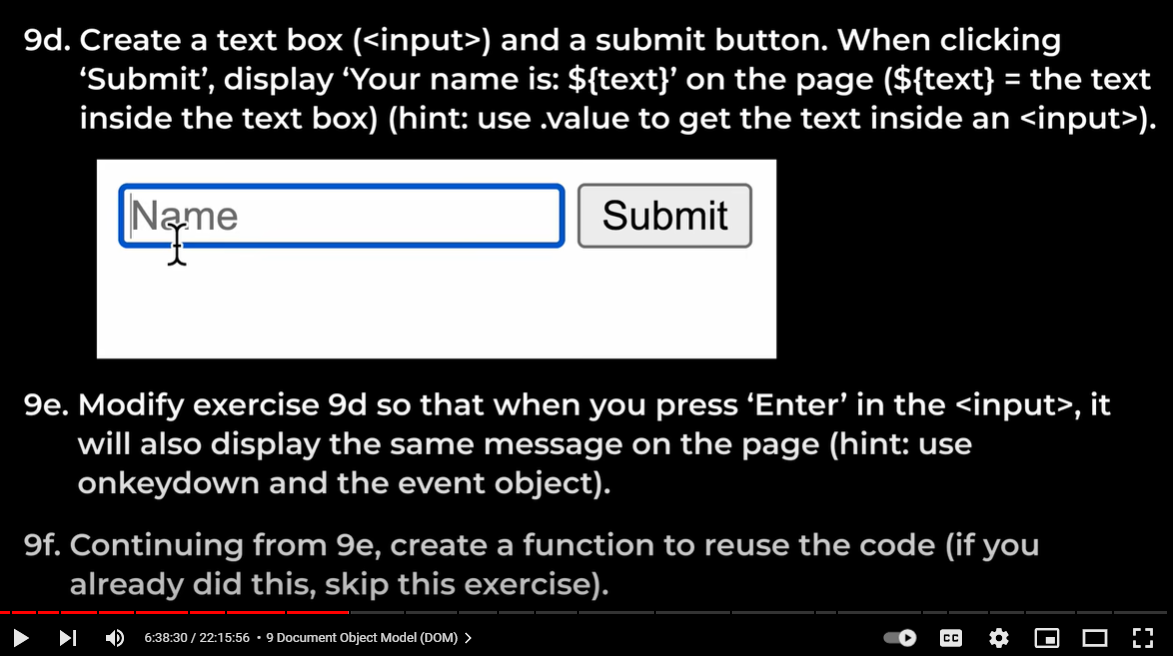 9d. Create a text box (<input>) and a submit button. When clicking
‘Submit’, display ‘Your name is: ${text}’ on the page (${text} = the text
inside the text box) (hint: use .value to get the text inside an <input>).
Name
Submit
9e. Modify exercise 9d so that when you press ‘Enter’ in the <input>, it
will also display the same message on the page (hint: use
onkeydown and the event object).
9f. Continuing from 9e, create a function to reuse the code (if you
already did this, skip this exercise).
6:38:30 / 22:15:56 • 9 Document Object Model (DOM) >
CC